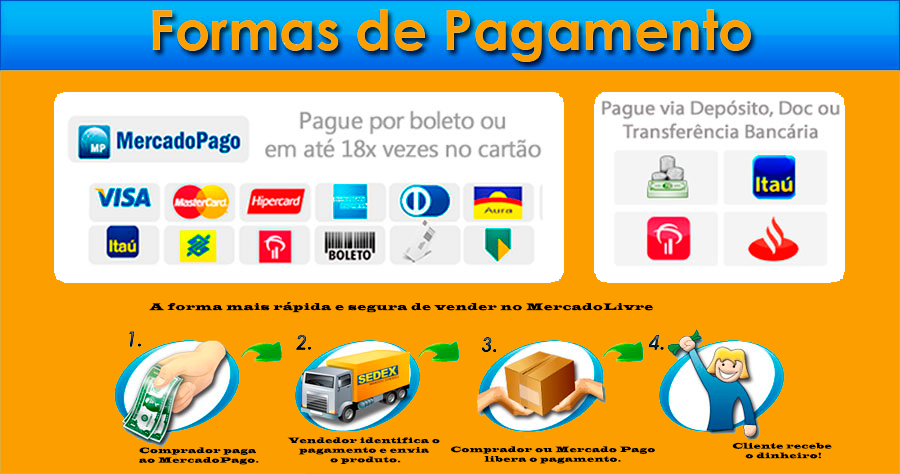 Formas de Pagamento
MP MercadoPago
Pague por boleto ou
em até 18x vezes no cartão
VISA MasterCard Hipercard Aura
Itaú BOLETO
Pague via Depósito, Doc ou
Transferência Bancária
Itaú
A forma mais rápida e segura de vender no MercadoLivre
1.
Comprador paga
ao MercadoPago.
2.
SEDEX
Vendedor identifica o
pagamento e envia
o produto.
3.
Comprador ou Mercado Pago
libera o pagamento.
4.
Cliente recebe
o dinheiro!